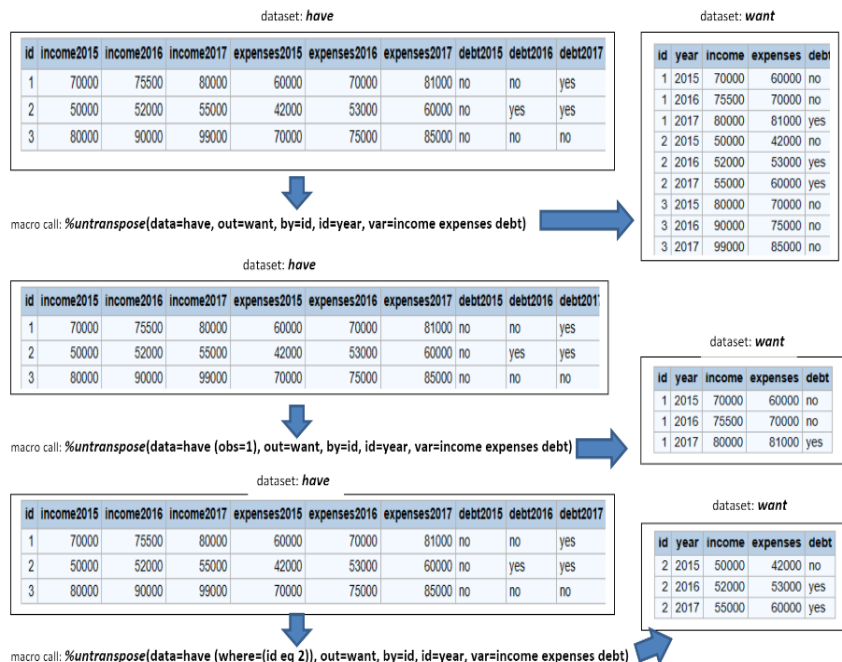 dataset: have
id income2015 income2016 income2017 expenses2015 expenses2016 expenses2017 debt2015 debt2016 debt2017
1 70000 75500 80000 60000 70000 81000 no no yes
2 50000 52000 55000 42000 53000 60000 no yes yes
3 80000 90000 99000 70000 75000 85000 no no no
macro call: %untranspose(data=have, out=want, by=id, id=year, var=income expenses debt)
dataset: want
id year income expenses debt
1 2015 70000 60000 no
1 2016 75500 70000 no
1 2017 80000 81000 yes
2 2015 50000 42000 no
2 2016 52000 53000 yes
2 2017 55000 60000 yes
3 2015 80000 70000 no
3 2016 90000 75000 no
3 2017 99000 85000 no
dataset: have
id income2015 income2016 income2017 expenses2015 expenses2016 expenses2017 debt2015 debt2016 debt2017
1 70000 75500 80000 60000 70000 81000 no no yes
2 50000 52000 55000 42000 53000 60000 no yes yes
3 80000 90000 99000 70000 75000 85000 no no no
macro call: %untranspose(data=have (obs=1), out=want, by=id, id=year, var=income expenses debt)
dataset: want
id year income expenses debt
1 2015 70000 60000 no
1 2016 75500 70000 no
1 2017 80000 81000 yes
dataset: have
id income2015 income2016 income2017 expenses2015 expenses2016 expenses2017 debt2015 debt2016 debt2017
1 70000 75500 80000 60000 70000 81000 no no yes
2 50000 52000 55000 42000 53000 60000 no yes yes
3 80000 90000 99000 70000 75000 85000 no no no
macro call: %untranspose(data=have (where=(id eq 2)), out=want, by=id, id=year, var=income expenses debt)
dataset: want
id year income expenses debt
2 2015 50000 42000 no
2 2016 52000 53000 yes
2 2017 55000 60000 yes